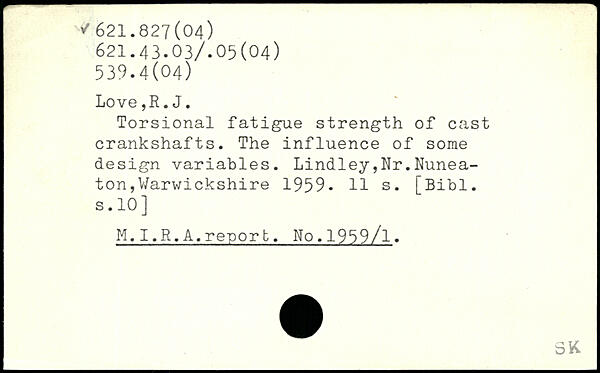 ✓ 621.827(04)
621.43.03/.05(04)
539.4(04)
Love,R.J.
Torsional fatigue strength of cast
crankshafts. The influence of some
design variables. Lindley,Nr.Nunea-
ton,Warwickshire 1959. 11 s. [Bibl.
s.10]
M.I.R.A.report. No.1959/1.
SK